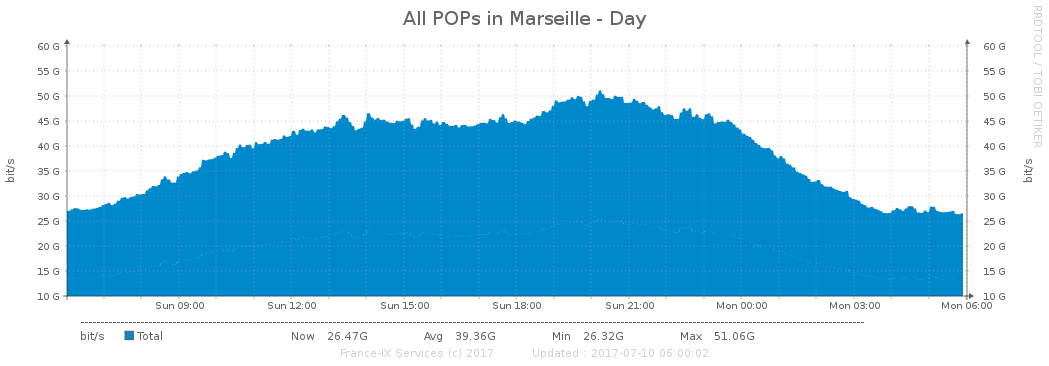 All POPs in Marseille - Day
RRDTOOL / TOBI OETIKER
bit/s
60 G 60 G
55 G 55 G
50 G 50 G
45 G 45 G
40 G 40 G
35 G 35 G
30 G 30 G
25 G 25 G
20 G 20 G
15 G 15 G
10 G 10 G
bit/s
Sun 09:00 Sun 12:00 Sun 15:00 Sun 18:00 Sun 21:00 Mon 00:00 Mon 03:00 Mon 06:00
bit/s Total Now 26.47G Avg 39.36G Min 26.32G Max 51.06G
France-IX Services (c) 2017 Updated : 2017-07-10 06:00:02